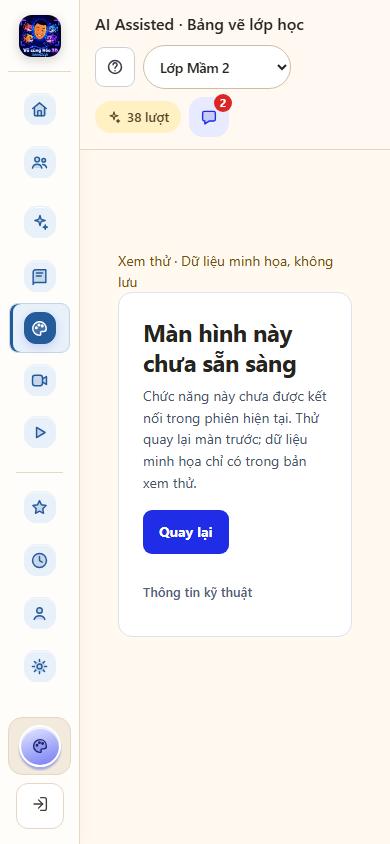 AI Assisted · Bảng vẽ lớp học
Lớp Mầm 2
38 lượt
2
Xem thử · Dữ liệu minh họa, không
lưu
Màn hình này
chưa sẵn sàng
Chức năng này chưa được kết
nối trong phiên hiện tại. Thử
quay lại màn trước; dữ liệu
minh họa chỉ có trong bản
xem thử.
Quay lại
Thông tin kỹ thuật